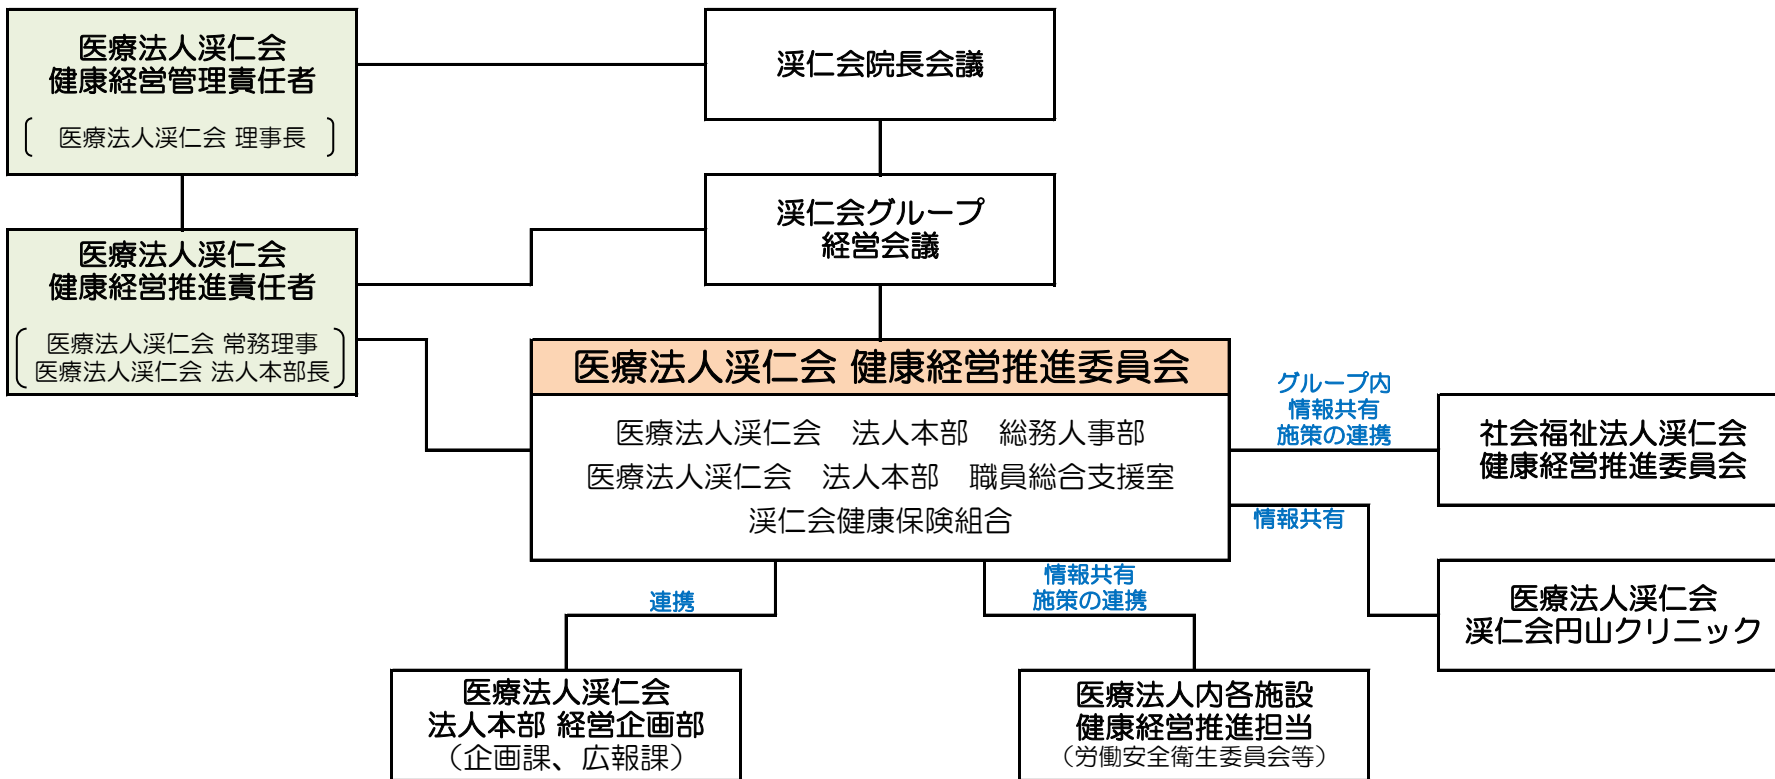 医療法人渓仁会
健康経営管理責任者
〔 医療法人渓仁会 理事長 〕
渓仁会院長会議
医療法人渓仁会
健康経営推進責任者
〔 医療法人渓仁会 常務理事
医療法人渓仁会 法人本部長 〕
渓仁会グループ
経営会議
医療法人渓仁会 健康経営推進委員会
医療法人渓仁会　法人本部　総務人事部
医療法人渓仁会　法人本部　職員総合支援室
渓仁会健康保険組合
グループ内
情報共有
施策の連携
社会福祉法人渓仁会
健康経営推進委員会
情報共有
医療法人渓仁会
渓仁会円山クリニック
連携
医療法人渓仁会
法人本部 経営企画部
（企画課、広報課）
情報共有
施策の連携
医療法人内各施設
健康経営推進担当
（労働安全衛生委員会等）